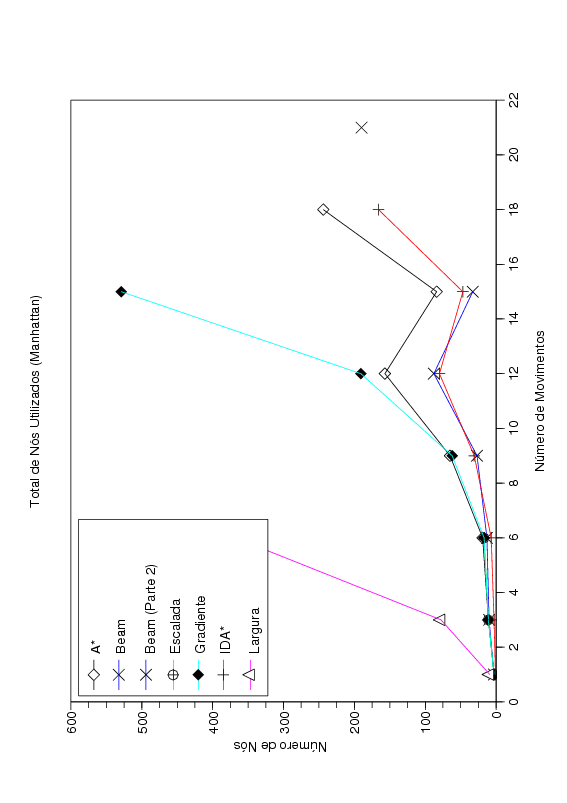 Total de Nós Utilizados (Manhattan)
600
500
400
300
200
100
0
Número de Nós
A*
Beam
Beam (Parte 2)
Escalada
Gradiente
IDA*
Largura
0
2
4
6
8
10
12
14
16
18
20
22
Número de Movimentos